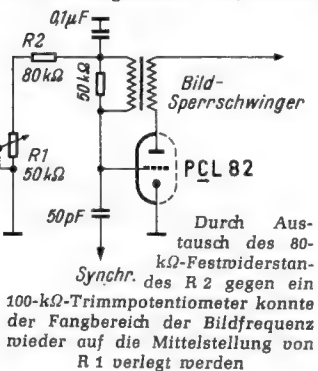 0,1µF
R2
80kΩ
50kΩ
Bild-
Sperrschwinger
R1
50kΩ
PCL 82
50pF
Synchr.
Durch Aus-
tausch des 80-
kΩ-Festwiderstan-
des R 2 gegen ein
100-kΩ-Trimmpotentiometer konnte
der Fangbereich der Bildfrequenz
wieder auf die Mittelstellung von
R 1 verlegt werden